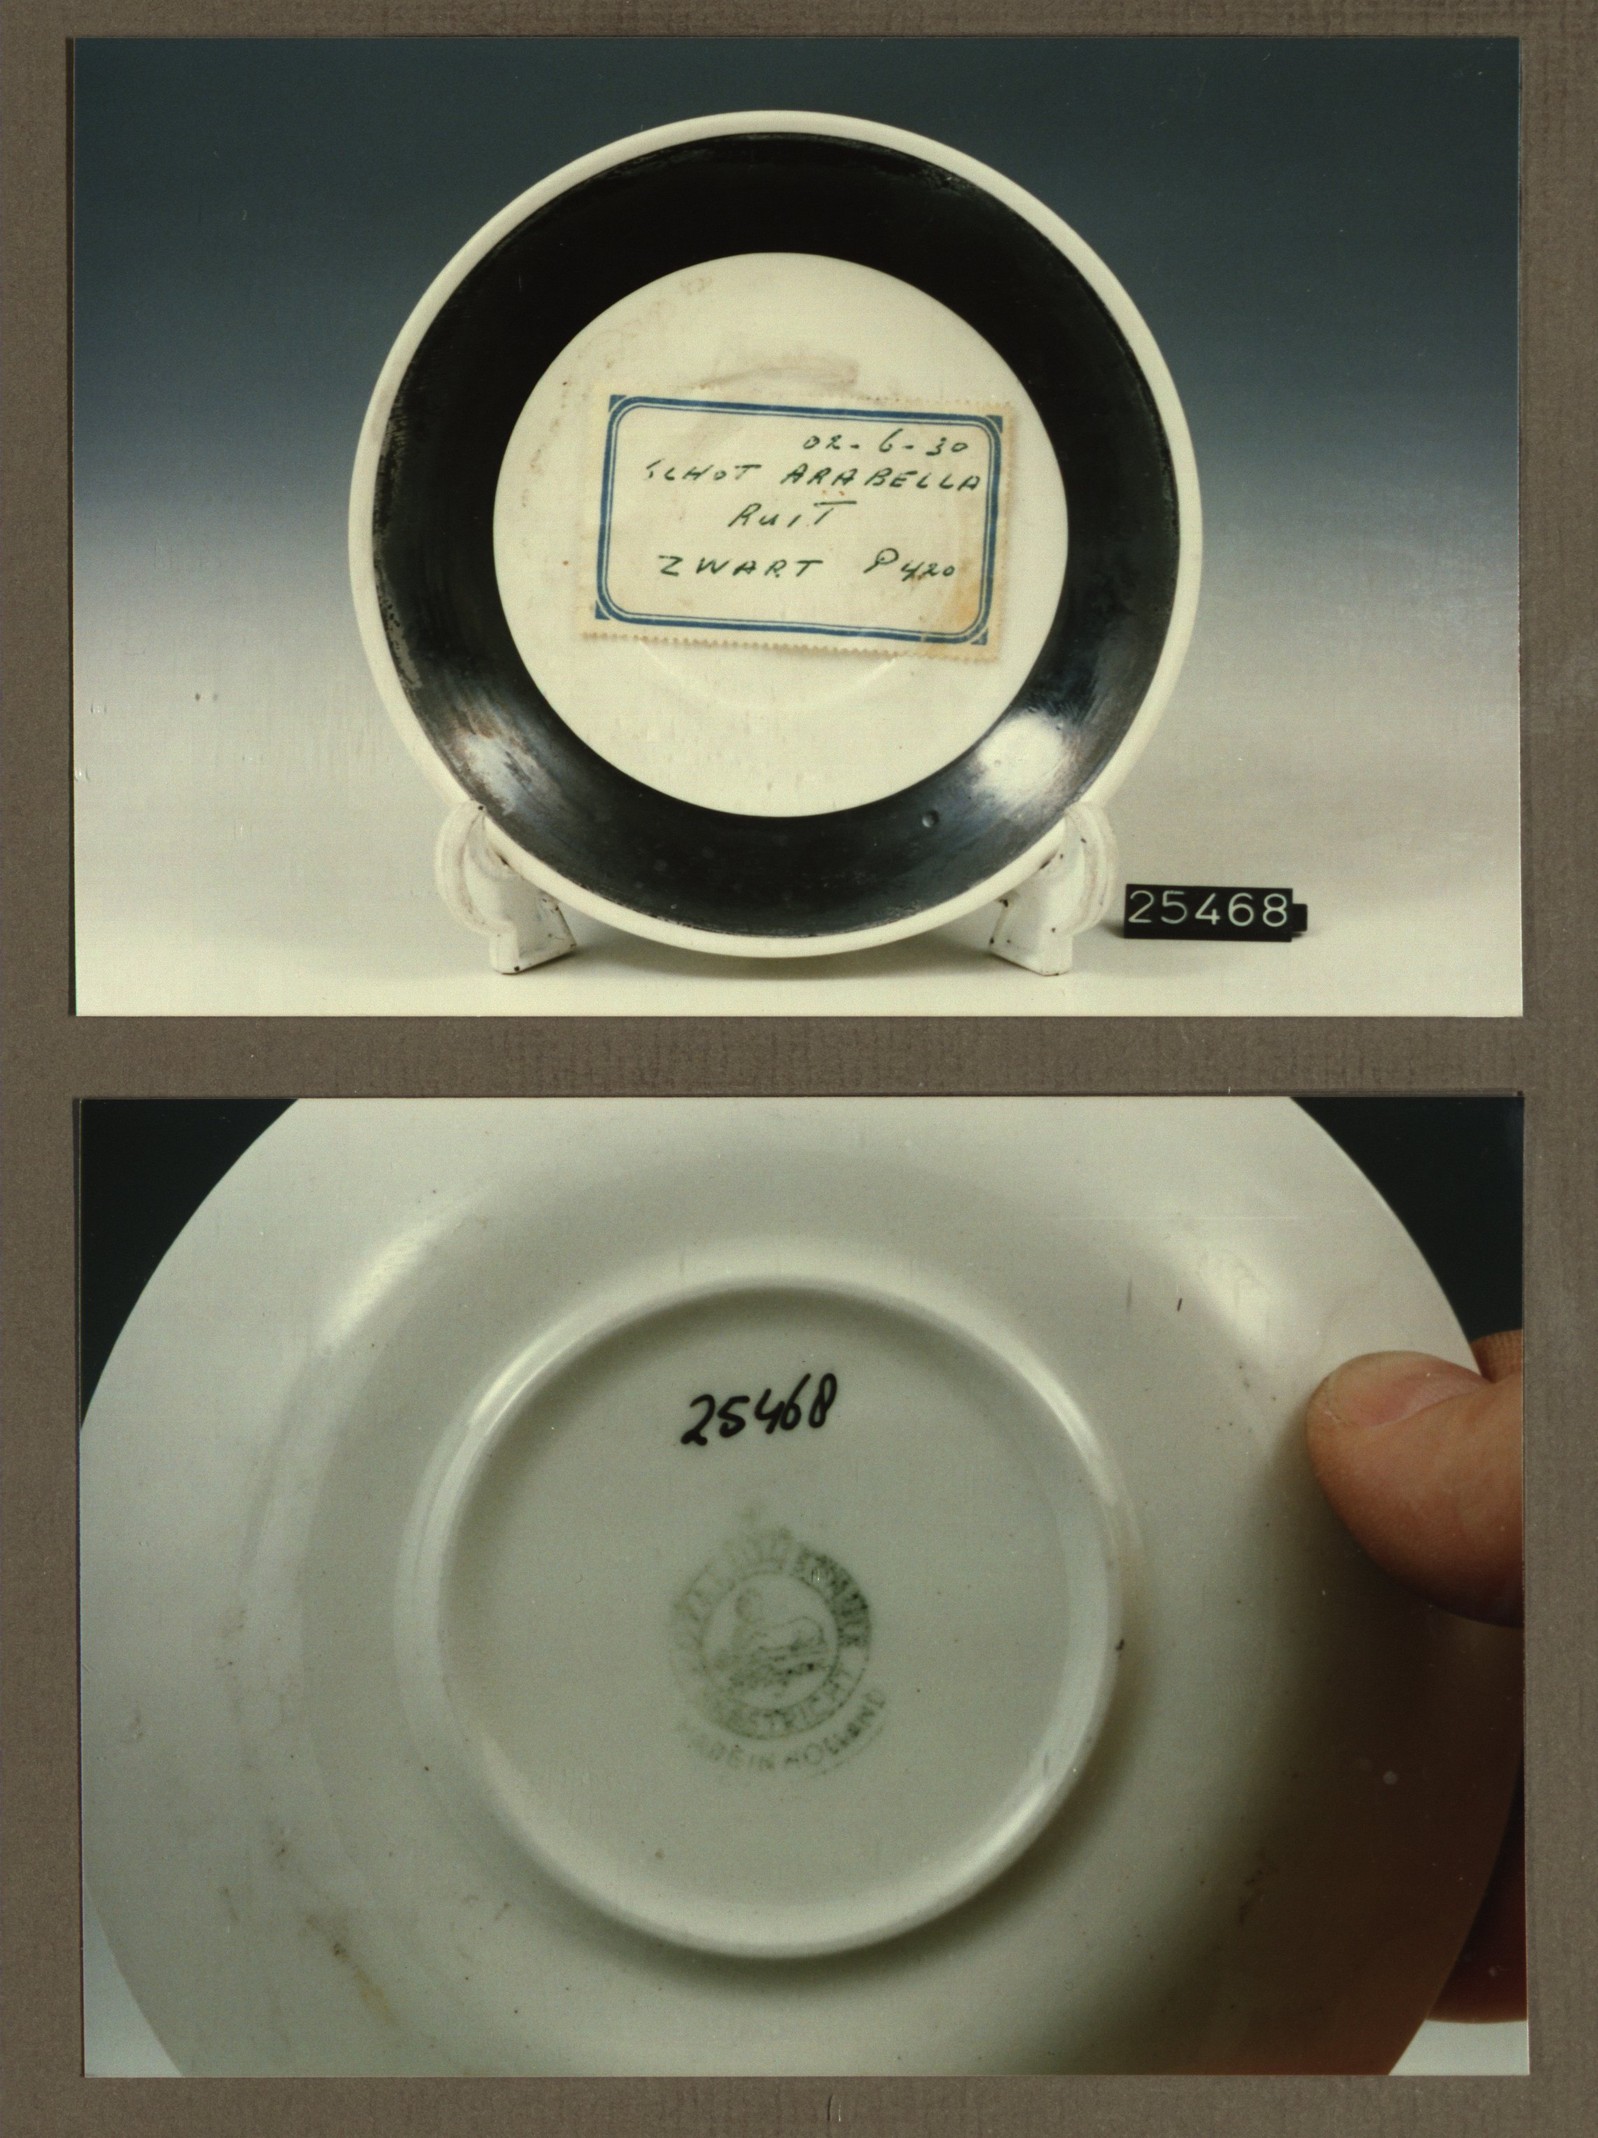 02-6-30
SCHOT ARABELLA
RUIT
ZWART P420
25468
25468
MAASTRICHT
MADE IN HOLLAND